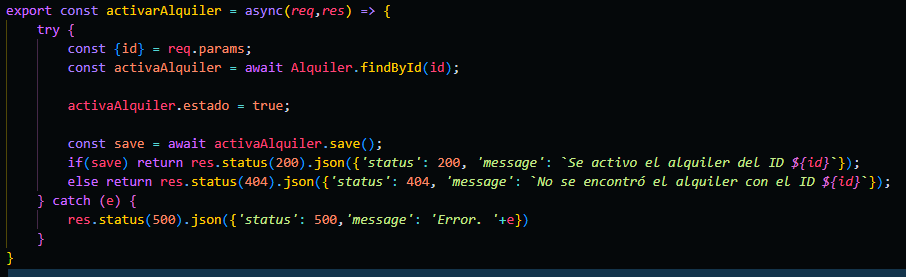 export const activarAlquiler = async(req,res) => {
try {
const {id} = req.params;
const activaAlquiler = await Alquiler.findById(id);
activaAlquiler.estado = true;
const save = await activaAlquiler.save();
if(save) return res.status(200).json({'status': 200, 'message': `Se activo el alquiler del ID ${id}`});
else return res.status(404).json({'status': 404, 'message': `No se encontró el alquiler con el ID ${id}`});
} catch (e) {
res.status(500).json({'status': 500,'message': 'Error. '+e})
}
}